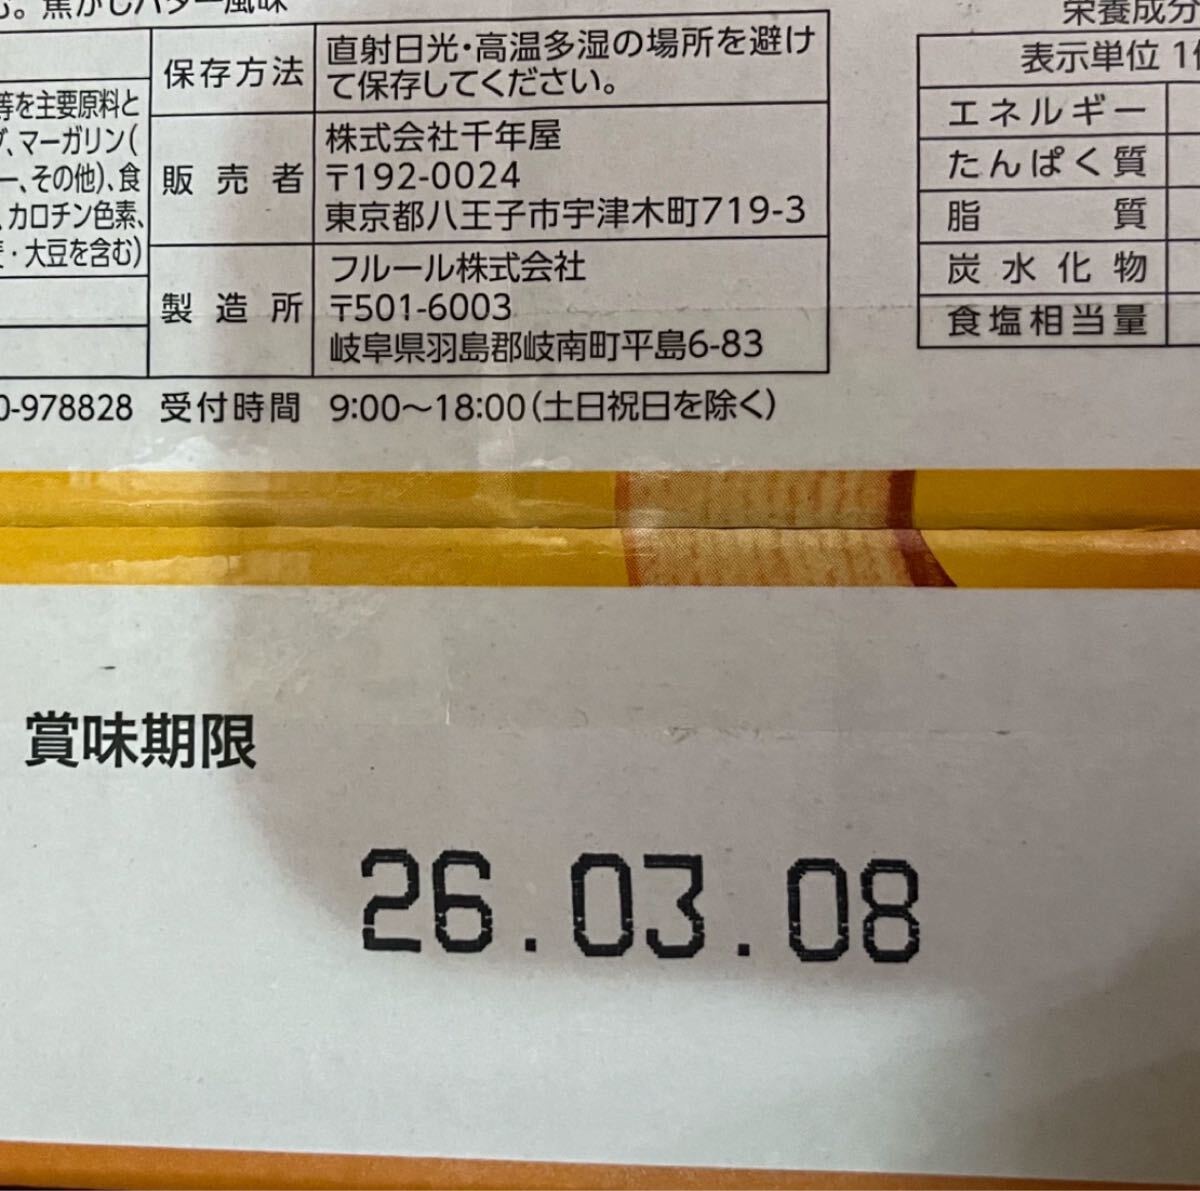 焦がしバター風味
等を主要原料と
グ、マーガリン(
ー、その他)、食
、カロチン色素、
・大豆を含む)
保存方法
直射日光・高温多湿の場所を避け
て保存してください。
販売者
株式会社千年屋
〒192-0024
東京都八王子市宇津木町719-3
製造所
フルール株式会社
〒501-6003
岐阜県羽島郡岐南町平島6-83
0-978828 受付時間 9:00〜18:00(土日祝日を除く)
栄養成分
表示単位 1
エネルギー
たんぱく質
脂質
炭水化物
食塩相当量
賞味期限
26.03.08